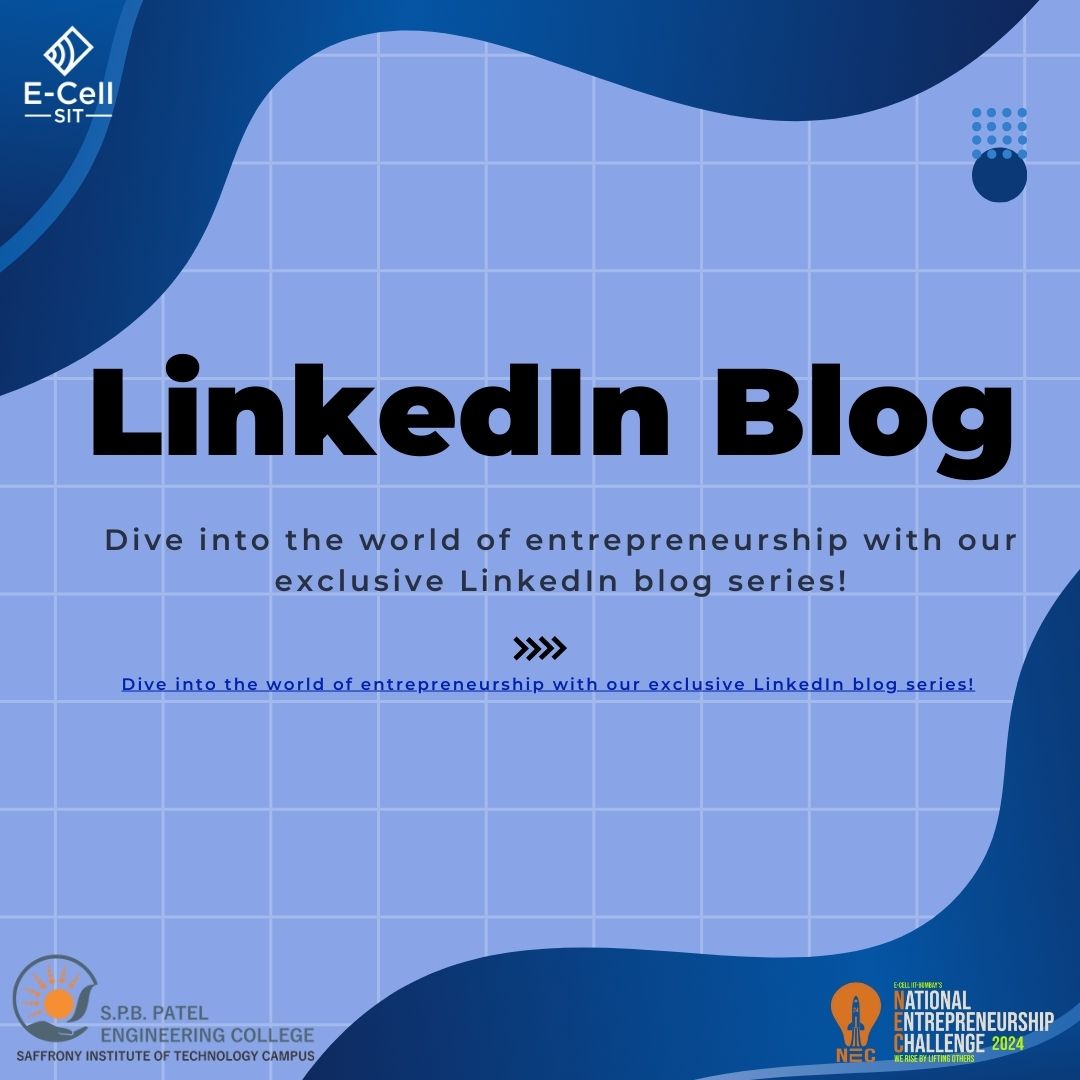 E-Cell
SIT
LinkedIn Blog
Dive into the world of entrepreneurship with our
exclusive LinkedIn blog series!
Dive into the world of entrepreneurship with our exclusive LinkedIn blog series!
S.P.B. PATEL
ENGINEERING COLLEGE
SAFFRONY INSTITUTE OF TECHNOLOGY CAMPUS
NEC
E-CELL IIT-BOMBAY'S
NATIONAL
ENTREPRENEURSHIP
CHALLENGE 2024
WE RISE BY LIFTING OTHERS